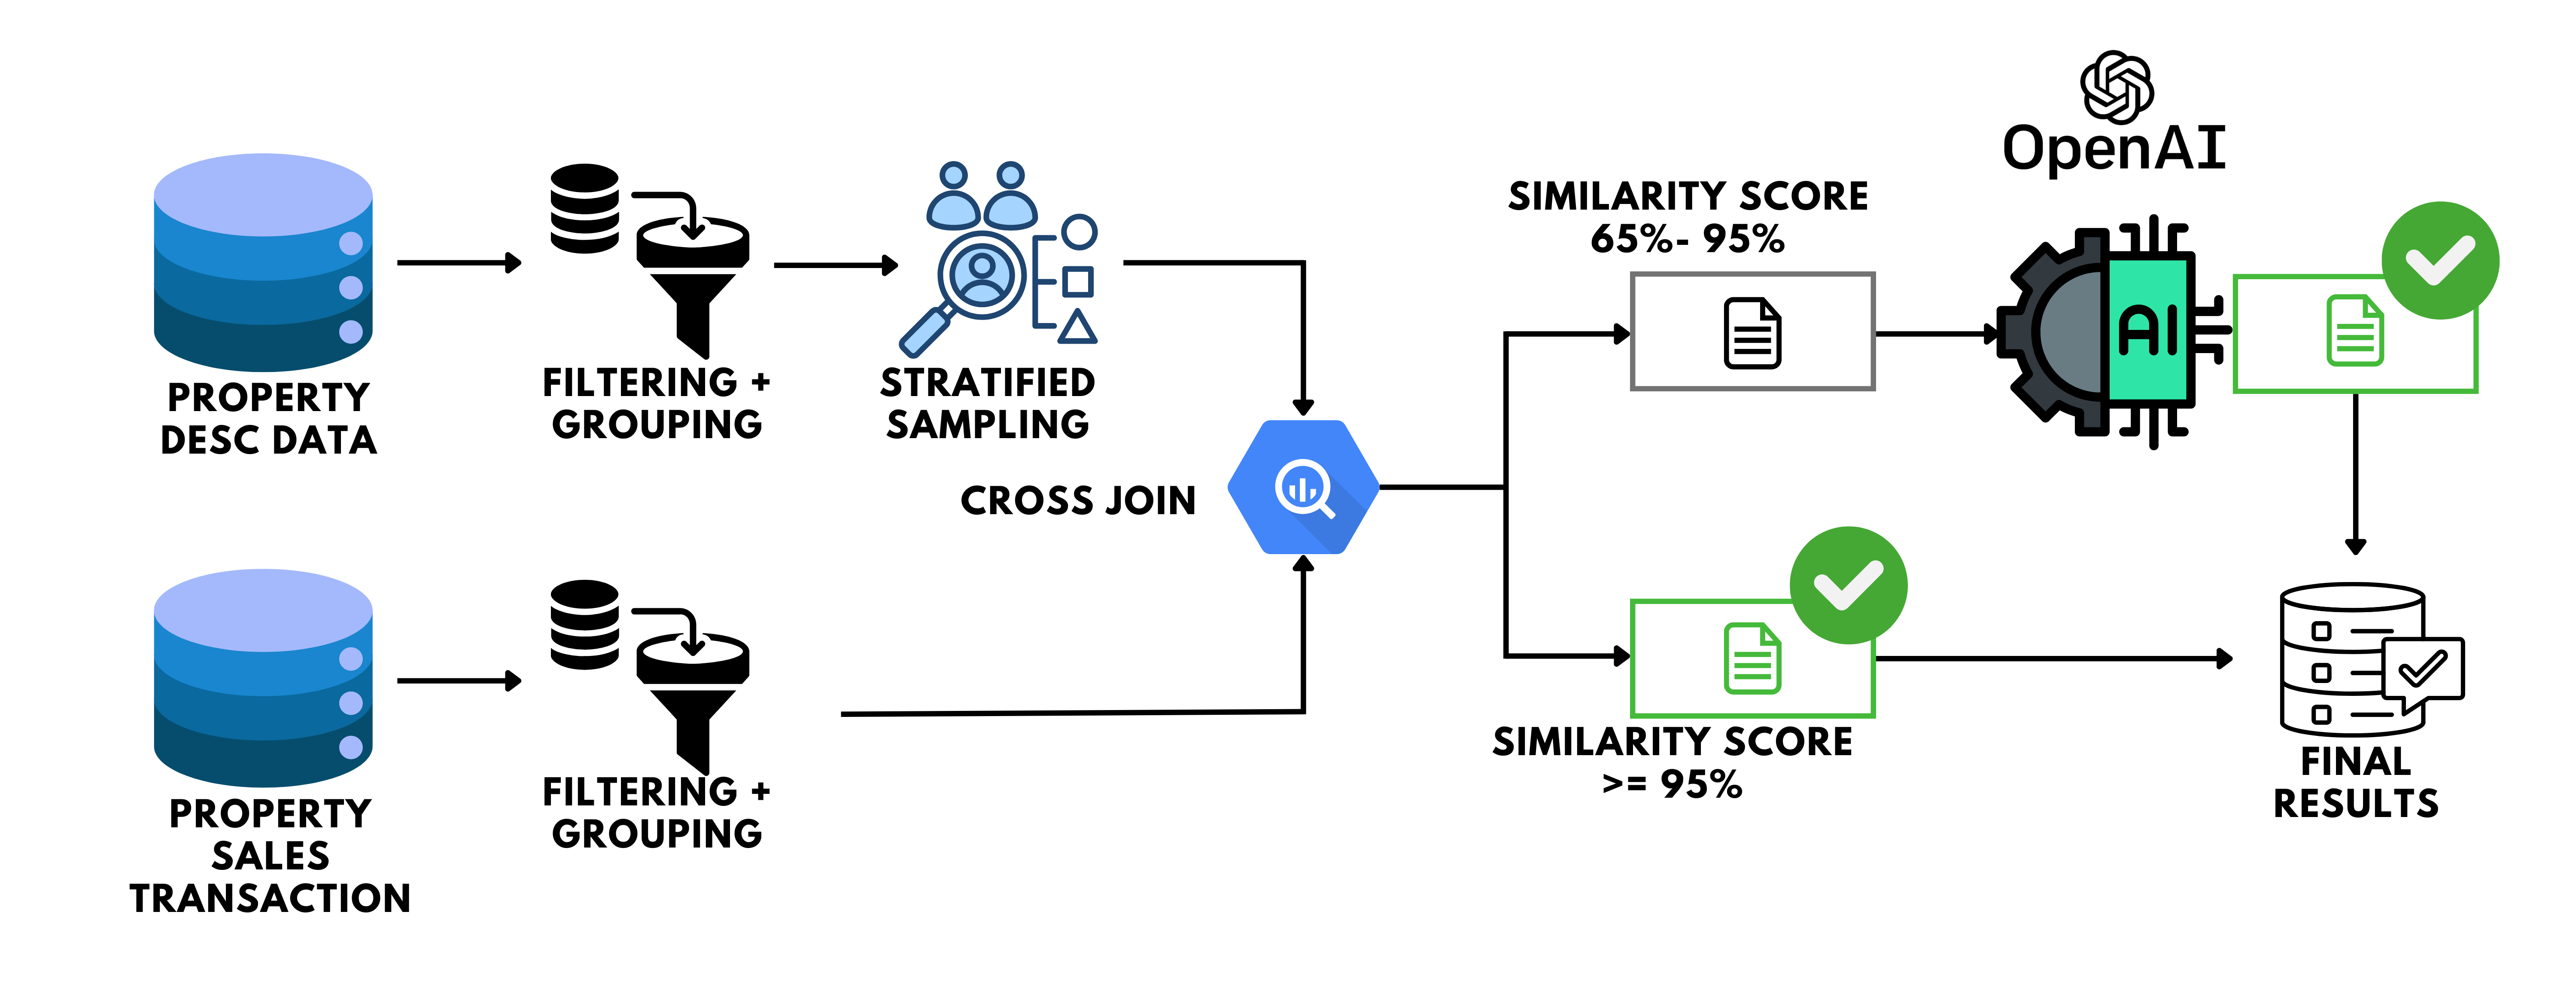 PROPERTY
DESC DATA
FILTERING +
GROUPING
STRATIFIED
SAMPLING
CROSS JOIN
SIMILARITY SCORE
65%- 95%
OpenAI
AI
PROPERTY
SALES
TRANSACTION
FILTERING +
GROUPING
SIMILARITY SCORE
>= 95%
FINAL
RESULTS